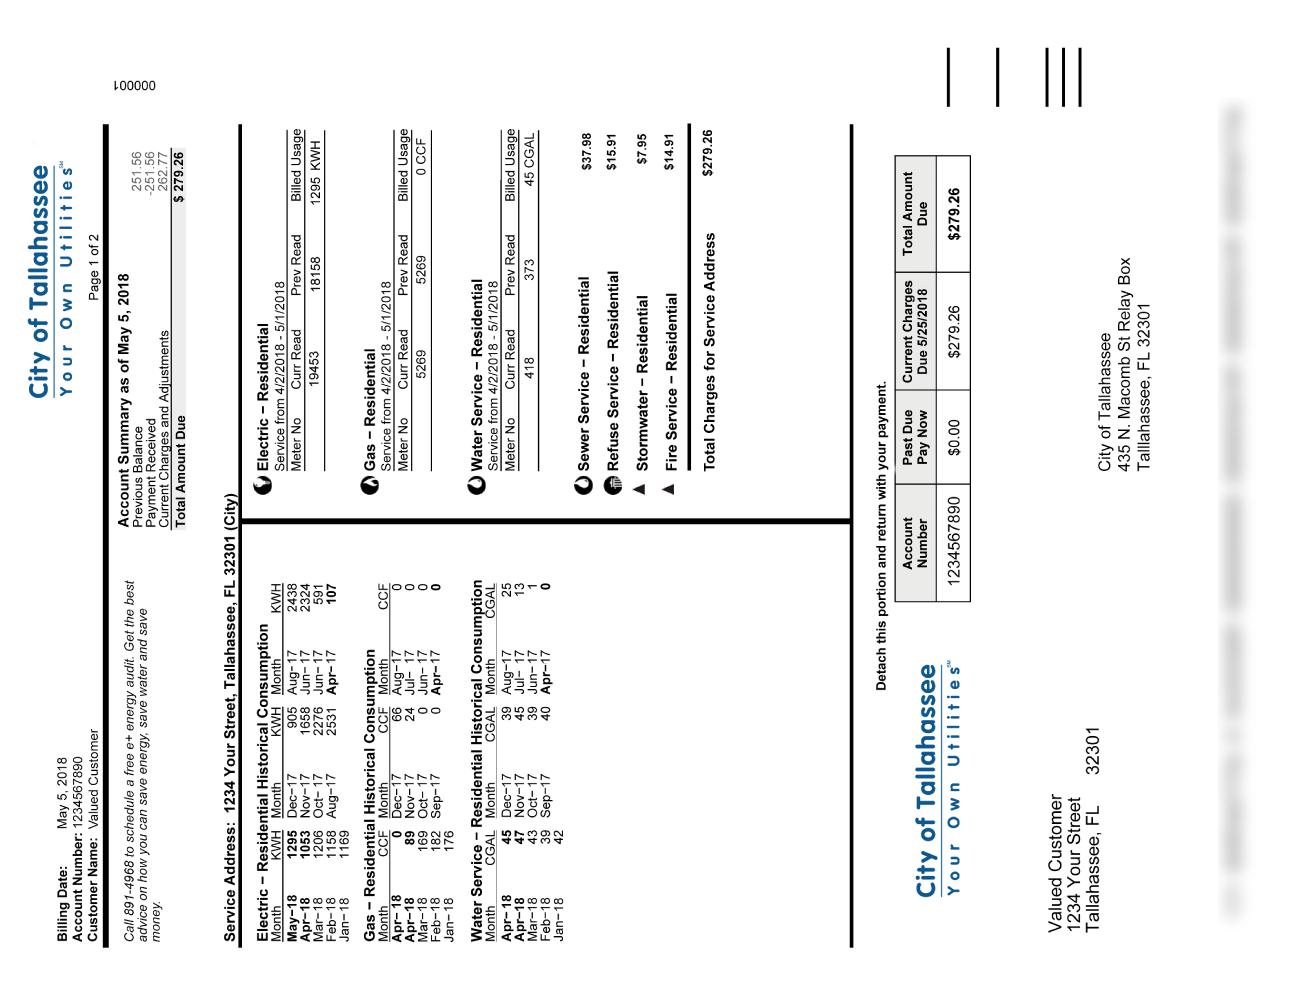 City of Tallahassee
Your Own Utilities℠
Billing Date: May 5, 2018
Account Number: 1234567890
Customer Name: Valued Customer
Page 1 of 2
100000
Call 891-4968 to schedule a free e+ energy audit. Get the best
advice on how you can save energy, save water and save
money.
Account Summary as of May 5, 2018
Previous Balance 251.56
Payment Received -251.56
Current Charges and Adjustments 262.77
Total Amount Due $ 279.26
Service Address: 1234 Your Street, Tallahassee, FL 32301 (City)
Electric – Residential Historical Consumption
Month KWH Month KWH Month KWH
May–18 1295 Dec–17 905 Aug–17 2438
Apr–18 1053 Nov–17 1658 Jun–17 2324
Mar–18 1206 Oct–17 2276 Jun–17 591
Feb–18 1158 Aug–17 2531 Apr–17 107
Jan–18 1169
Gas – Residential Historical Consumption
Month CCF Month CCF Month CCF
Apr–18 0 Dec–17 66 Aug–17 0
Apr–18 89 Nov–17 24 Jul–17 0
Mar–18 169 Oct–17 0 Jun–17 0
Feb–18 182 Sep–17 0 Apr–17 0
Jan–18 176
Water Service – Residential Historical Consumption
Month CGAL Month CGAL Month CGAL
Apr–18 45 Dec–17 39 Aug–17 25
Apr–18 47 Nov–17 45 Jul–17 13
Mar–18 43 Oct–17 39 Jun–17 1
Feb–18 39 Sep–17 40 Apr–17 0
Jan–18 42
Electric – Residential
Service from 4/2/2018 - 5/1/2018
Meter No Curr Read Prev Read Billed Usage
19453 18158 1295 KWH
Gas – Residential
Service from 4/2/2018 - 5/1/2018
Meter No Curr Read Prev Read Billed Usage
5269 5269 0 CCF
Water Service – Residential
Service from 4/2/2018 - 5/1/2018
Meter No Curr Read Prev Read Billed Usage
418 373 45 CGAL
Sewer Service – Residential $37.98
Refuse Service – Residential $15.91
Stormwater – Residential $7.95
Fire Service – Residential $14.91
Total Charges for Service Address $279.26
Detach this portion and return with your payment.
City of Tallahassee
Your Own Utilities℠
Account Number Past Due Pay Now Current Charges Due 5/25/2018 Total Amount Due
1234567890 $0.00 $279.26 $279.26
Valued Customer
1234 Your Street
Tallahassee, FL 32301
City of Tallahassee
435 N. Macomb St Relay Box
Talllahassee, FL 32301